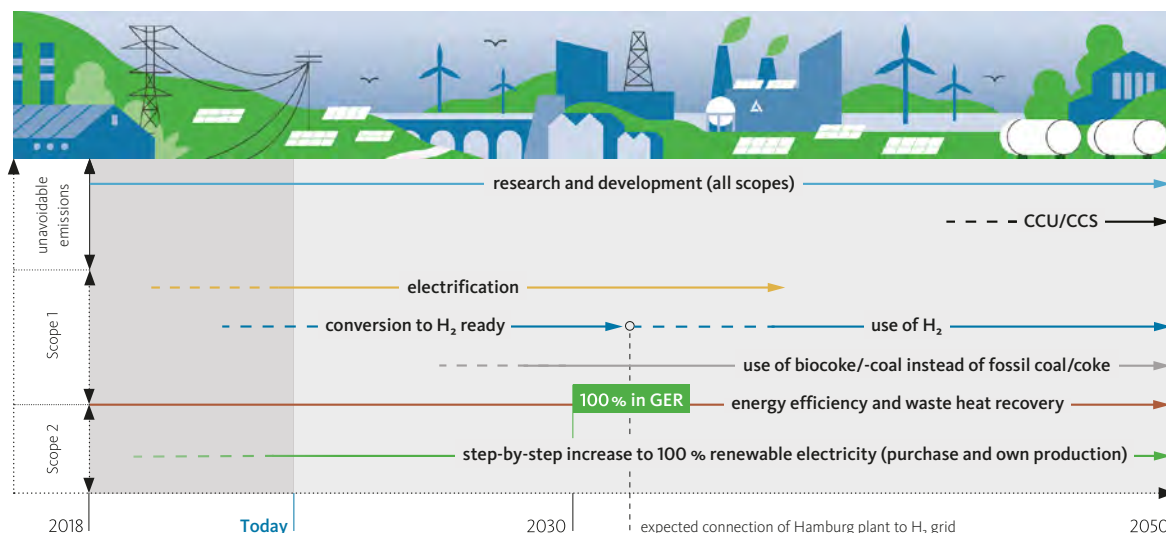 unavoidable
emissions
research and development (all scopes)
CCU/CCS
Scope 1
electrification
conversion to H₂ ready
use of H₂
use of biocoke/-coal instead of fossil coal/coke
100 % in GER
energy efficiency and waste heat recovery
Scope 2
step-by-step increase to 100 % renewable electricity (purchase and own production)
2018
Today
2030
expected connection of Hamburg plant to H₂ grid
2050